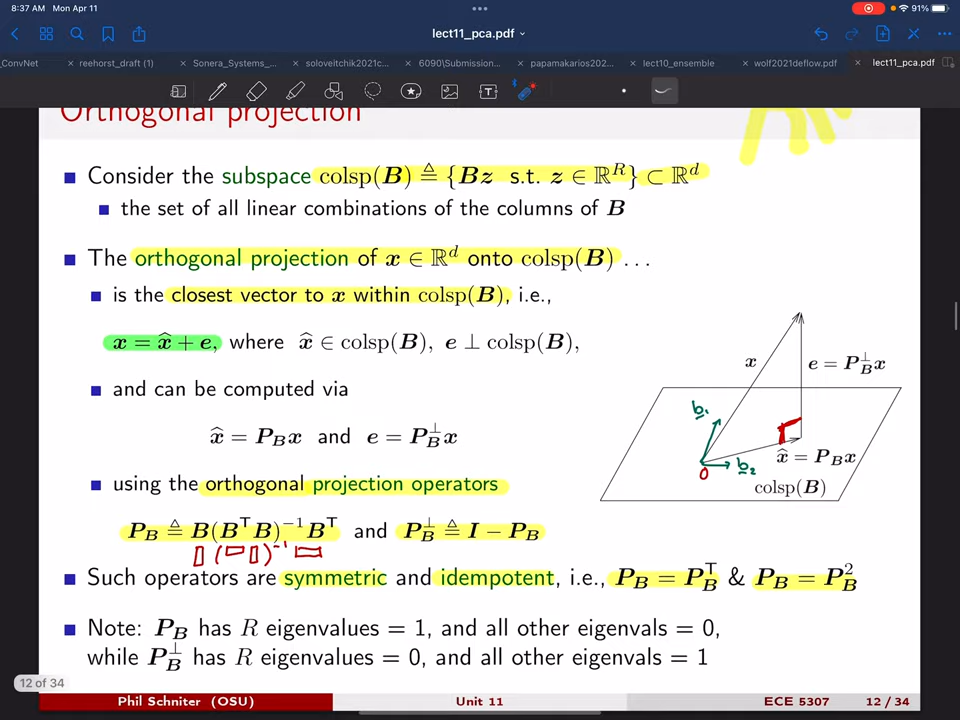 8:37 AM Mon Apr 11
91%
lect11_pca.pdf
ConvNet
reehorst_draft (1)
Sonera_Systems_...
soloveitchik2021c...
6090\Submission...
papamakarios202...
lect10_ensemble
wolf2021deflow.pdf
lect11_pca.pdf
Orthogonal projection
Consider the subspace colsp(B) ≜ {Bz s.t. z ∈ ℝ^R} ⊂ ℝ^d
the set of all linear combinations of the columns of B
The orthogonal projection of x ∈ ℝ^d onto colsp(B) ...
is the closest vector to x within colsp(B), i.e.,
x = x̂ + e, where x̂ ∈ colsp(B), e ⊥ colsp(B),
and can be computed via
x̂ = P_B x and e = P_B^⊥ x
using the orthogonal projection operators
P_B ≜ B(B^T B)^{-1} B^T and P_B^⊥ ≜ I − P_B
( )^{-1}
Such operators are symmetric and idempotent, i.e., P_B = P_B^T & P_B = P_B^2
Note: P_B has R eigenvalues = 1, and all other eigenvals = 0,
while P_B^⊥ has R eigenvalues = 0, and all other eigenvals = 1
x
e = P_B^⊥ x
b_1
b_2
0
x̂ = P_B x
colsp(B)
12 of 34
Phil Schniter (OSU)
Unit 11
ECE 5307
12 / 34